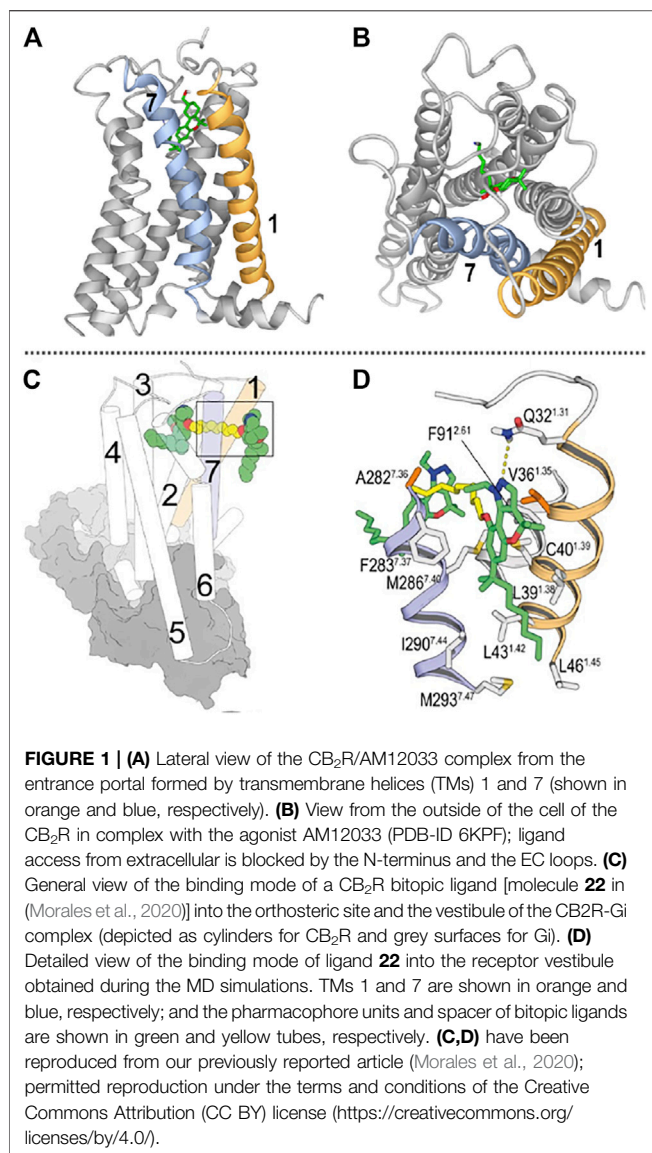 A
B
7
1
7
1
C
D
3
1
4
7
2
6
5
Q32^1.31
F91^2.61
A282^7.36
V36^1.35
F283^7.37
C40^1.39
M286^7.40
L39^1.38
I290^7.44
L43^1.42
L46^1.45
M293^7.47
FIGURE 1 | (A) Lateral view of the CB₂R/AM12033 complex from the
entrance portal formed by transmembrane helices (TMs) 1 and 7 (shown in
orange and blue, respectively). (B) View from the outside of the cell of the
CB₂R in complex with the agonist AM12033 (PDB-ID 6KPF); ligand
access from extracellular is blocked by the N-terminus and the EC loops. (C)
General view of the binding mode of a CB₂R bitopic ligand [molecule 22 in
(Morales et al., 2020)] into the orthosteric site and the vestibule of the CB2R-Gi
complex (depicted as cylinders for CB₂R and grey surfaces for Gi). (D)
Detailed view of the binding mode of ligand 22 into the receptor vestibule
obtained during the MD simulations. TMs 1 and 7 are shown in orange and
blue, respectively; and the pharmacophore units and spacer of bitopic ligands
are shown in green and yellow tubes, respectively. (C,D) have been
reproduced from our previously reported article (Morales et al., 2020);
permitted reproduction under the terms and conditions of the Creative
Commons Attribution (CC BY) license (https://creativecommons.org/
licenses/by/4.0/).